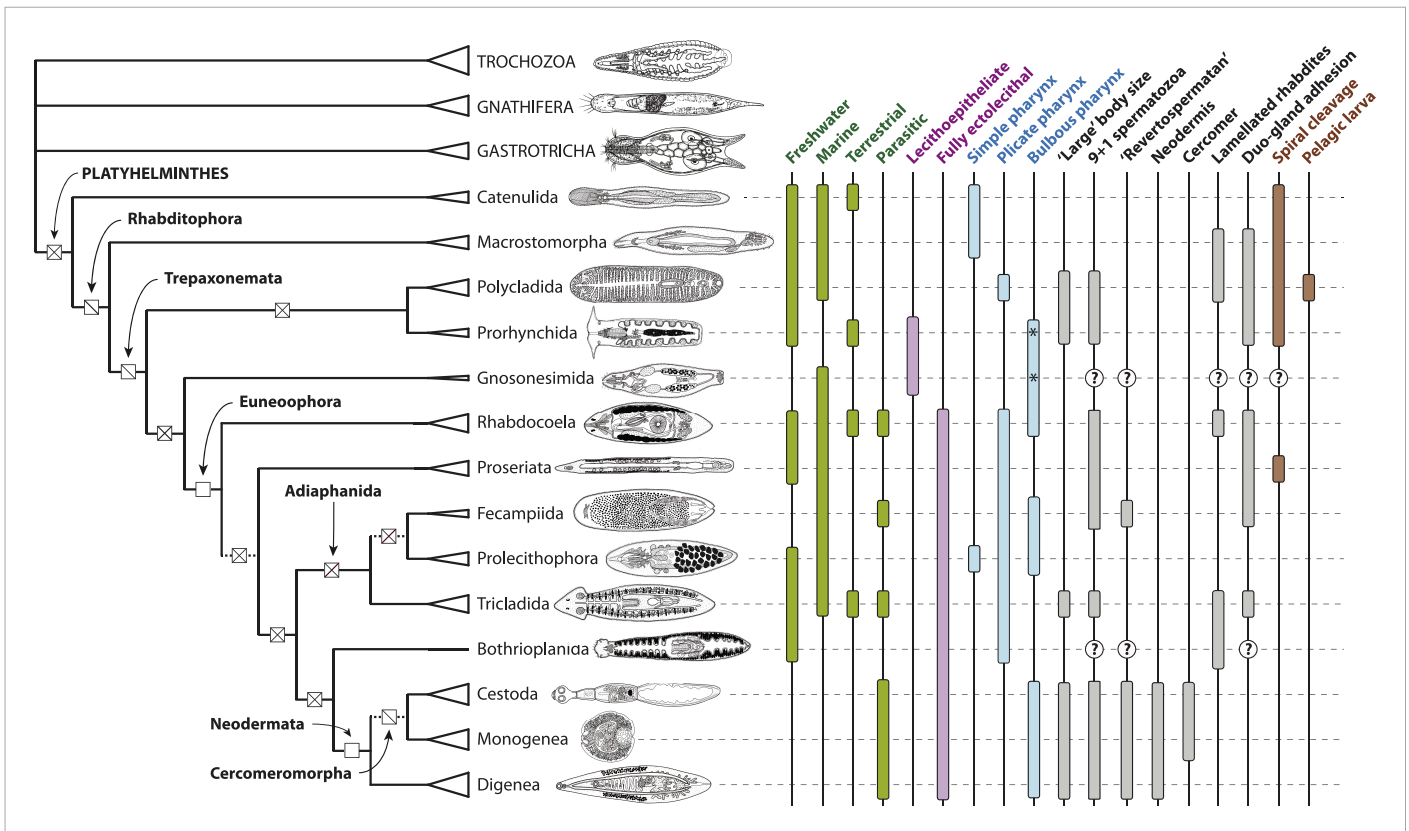 TROCHOZOA
GNATHIFERA
GASTROTRICHA
PLATYHELMINTHES
Catenulida
Rhabditophora
Macrostomorpha
Trepaxonemata
Polycladida
Prorhynchida
Gnosonesimida
Euneoophora
Rhabdocoela
Proseriata
Adiaphanida
Fecampiida
Prolecithophora
Tricladida
Bothrioplanida
Cestoda
Neodermata
Monogenea
Cercomeromorpha
Digenea
Freshwater
Marine
Terrestrial
Parasitic
Lecithoepitheliate
Fully ectolecithal
Simple pharynx
Plicate pharynx
Bulbous pharynx
'Large' body size
9+1 spermatozoa
'Revertospermatan'
Neodermis
Cercomer
Lamellated rhabdites
Duo-gland adhesion
Spiral cleavage
Pelagic larva
*
* ? ? ? ? ?
? ? ?